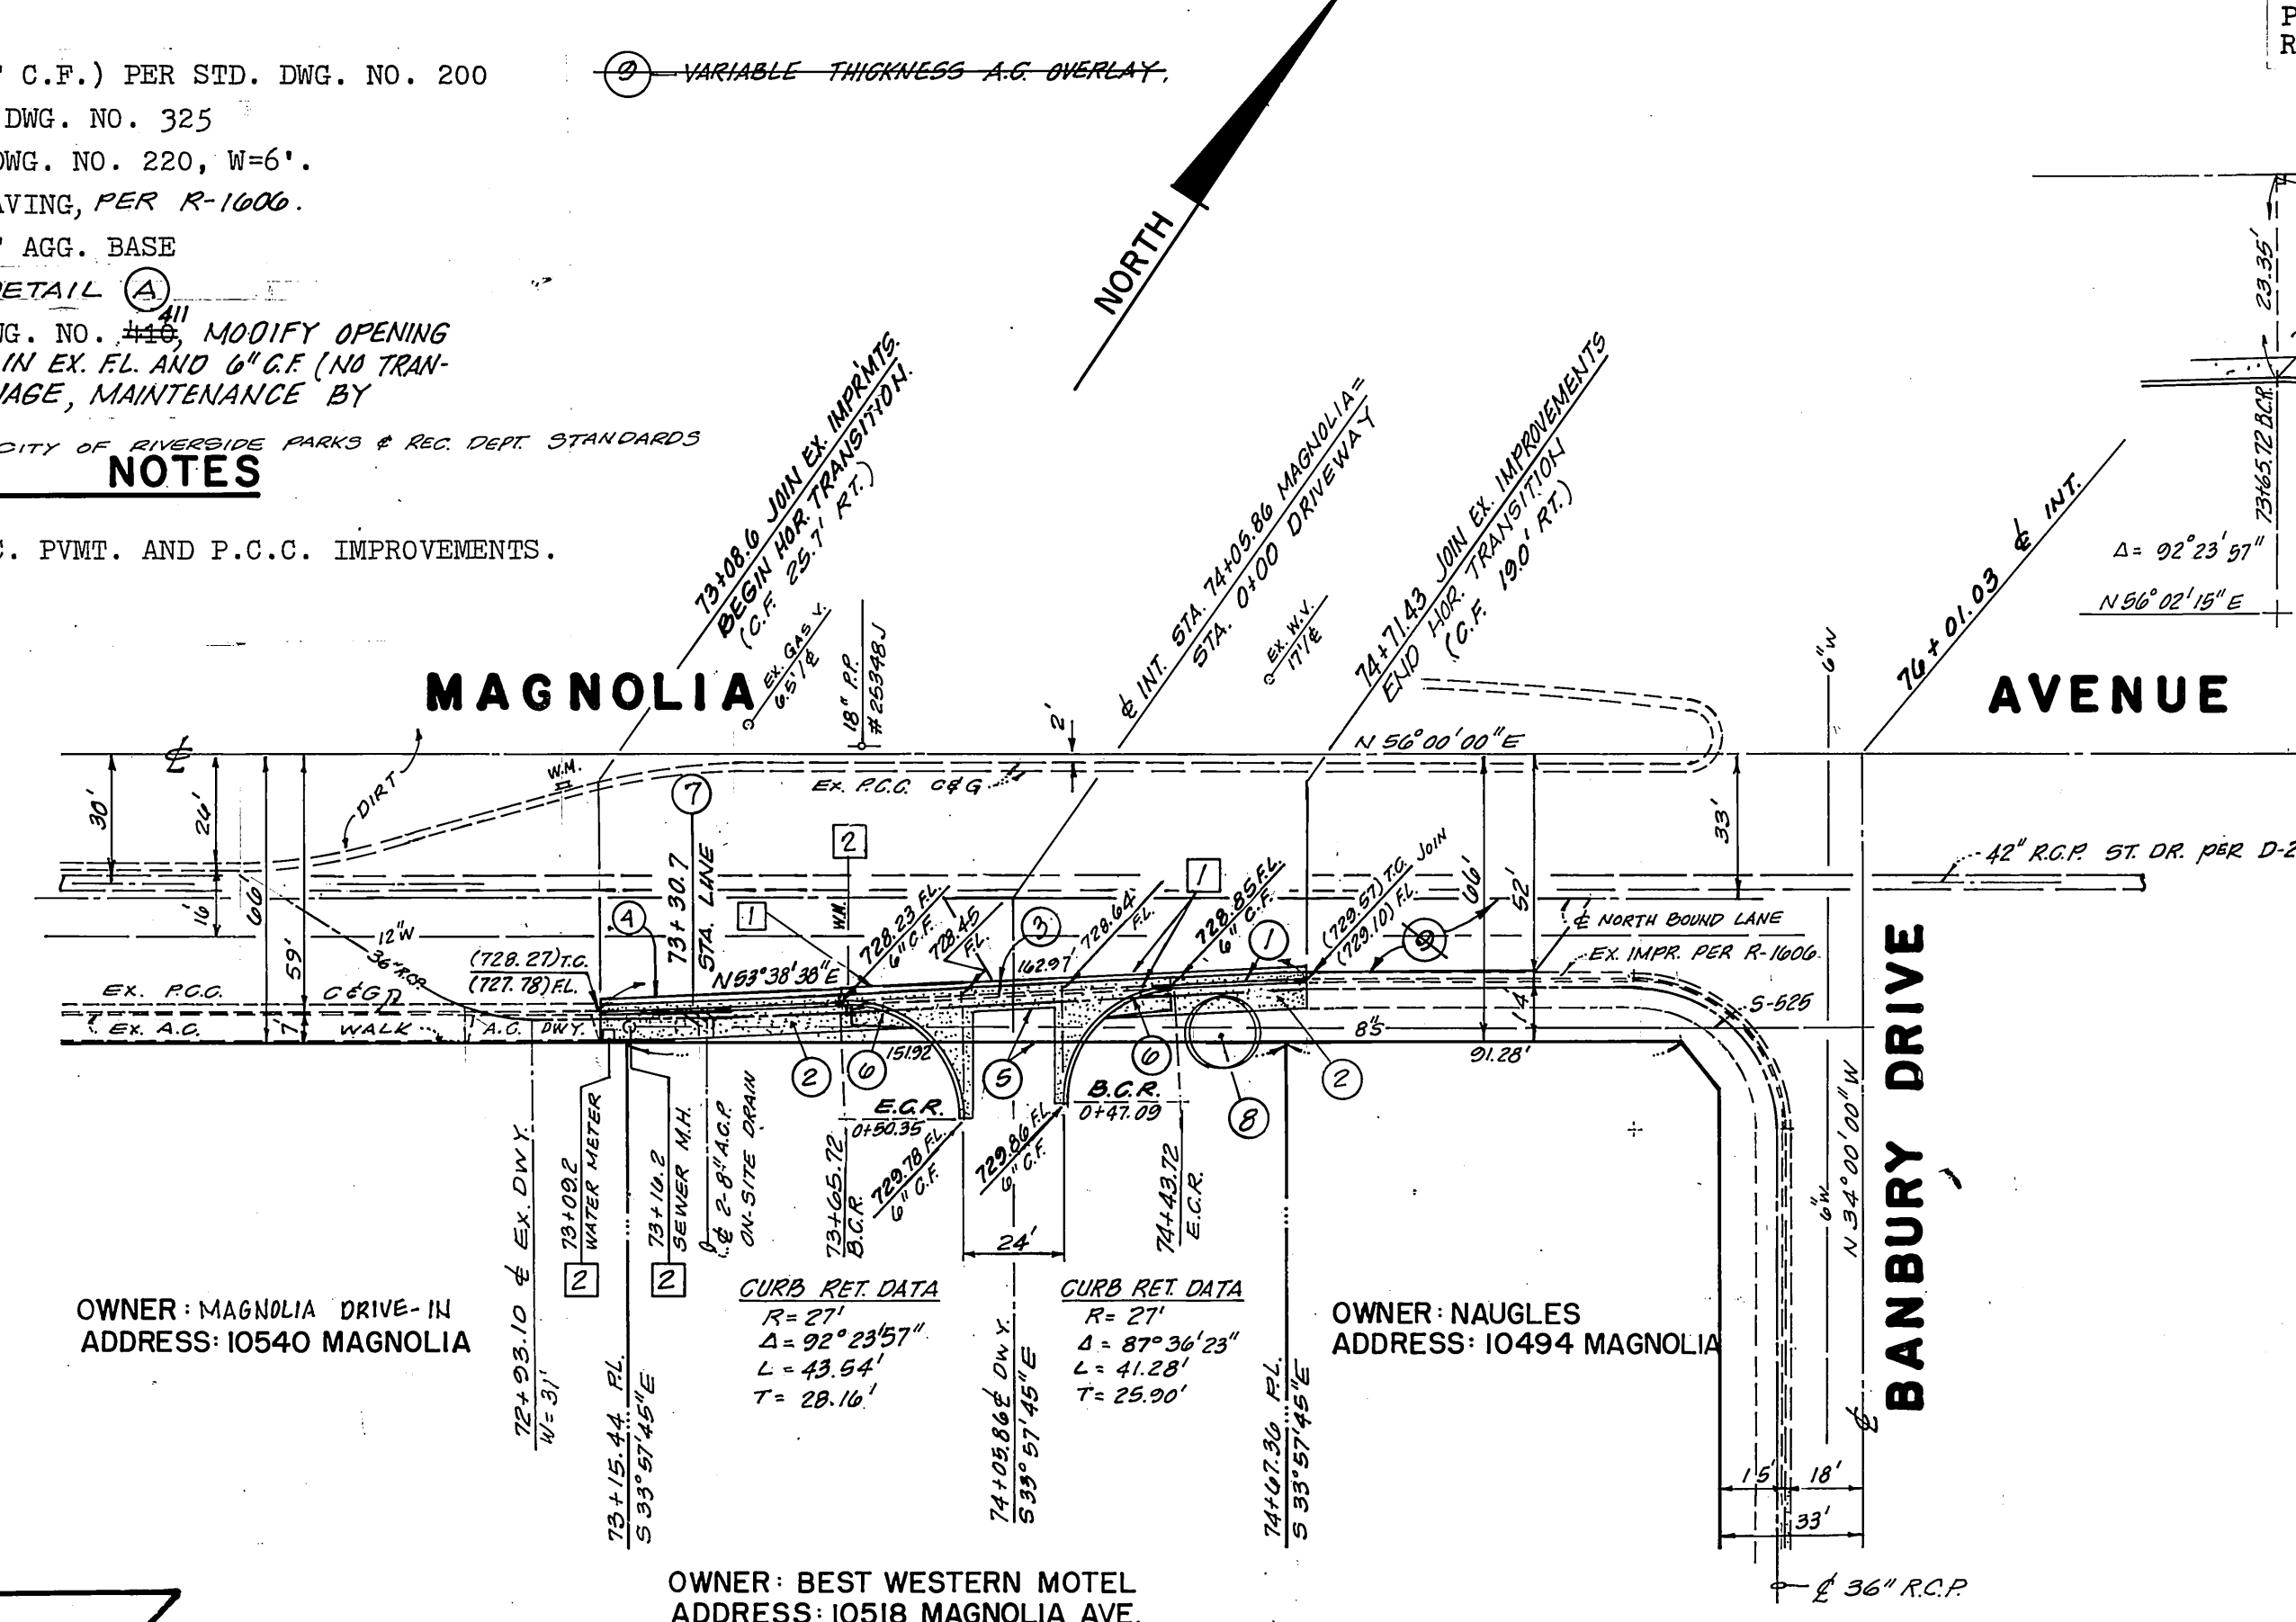 " C.F.) PER STD. DWG. NO. 200
DWG. NO. 325
DWG. NO. 220, W=6'.
AVING, PER R-1606.
" AGG. BASE
ETAIL A
411
G. NO. 410, MODIFY OPENING
IN EX. F.L. AND 6" C.F. (NO TRAN-
AGE, MAINTENANCE BY
CITY OF RIVERSIDE PARKS & REC. DEPT. STANDARDS
NOTES
C. PVMT. AND P.C.C. IMPROVEMENTS.
9 VARIABLE THICKNESS A.C. OVERLAY.
P
R
NORTH
73+08.6 JOIN EX. IMPR'MTS.
BEGIN HOR. TRANSITION.
(C.F. 25.7' RT.)
EX. GAS V.
6.5'/℄
18" P.P.
# 25348J
℄ INT. STA. 74+05.86 MAGNOLIA=
STA. 0+00 DRIVEWAY
EX. W.V.
17'/℄
74+71.43 JOIN EX. IMPROVEMENTS
END HOR. TRANSITION
(C.F. 19.0' RT.)
76+01.03 ℄ INT.
23.35'
73+65.72 B.C.R.
Δ= 92°23'57"
N 56°02'15" E
MAGNOLIA
AVENUE
6"W
℄
2'
N 56°00'00" E
30'
24'
16'
66'
59'
7'
DIRT
W.M.
EX. P.C.C. C&G
7
73+30.7
STA. LINE
2
1
W.M.
4
12"W
36" RCP
(728.27) T.C.
(727.78) F.L.
N 53°38'38" E
728.23 F.L.
6" C.F.
728.45
F.L.
3
162.97'
728.64
F.L.
1
728.85 F.L.
6" C.F.
1
(729.57) T.C. JOIN
(729.10) F.L.
9
66'
52'
33'
14'
42" R.C.P. ST. DR. PER D-2
℄ NORTH BOUND LANE
EX. IMPR. PER R-1606
S-525
EX. P.C.C. C&G
EX. A.C. WALK
A.C. DWY.
8"S
91.28'
151.92
2
6
5
6
8
2
E.C.R.
0+50.35
B.C.R.
0+47.09
729.78 F.L.
6" C.F.
729.86 F.L.
6" C.F.
24'
72+93.10 ℄ EX. DWY.
W=31'
73+09.2
WATER METER
2
73+15.44 P.L.
S 33°57'45" E
73+16.2
SEWER M.H.
2
℄ 2-8" A.C.P.
ON-SITE DRAIN
73+65.72
B.C.R.
74+05.86 ℄ DWY.
S 33°57'45" E
74+43.72
E.C.R.
74+67.36 P.L.
S 33°57'45" E
CURB RET. DATA
R= 27'
Δ= 92°23'57"
L = 43.54'
T= 28.16'
CURB RET. DATA
R= 27'
Δ = 87°36'23"
L = 41.28'
T= 25.90'
OWNER: MAGNOLIA DRIVE-IN
ADDRESS: 10540 MAGNOLIA
OWNER: NAUGLES
ADDRESS: 10494 MAGNOLIA
OWNER: BEST WESTERN MOTEL
ADDRESS: 10518 MAGNOLIA AVE.
6"W
N 34°00'00" W
℄
BANBURY DRIVE
15'
18'
33'
℄ 36" R.C.P.